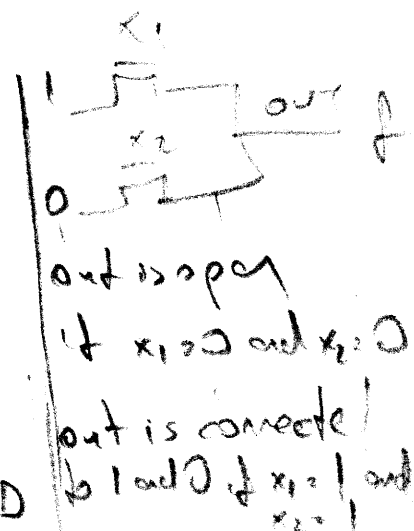 x1
1
out f
x2
0
out is open
if x1=0 and x2=0
out is connected
to 1 and 0 if x1=1 and
x2=1
D